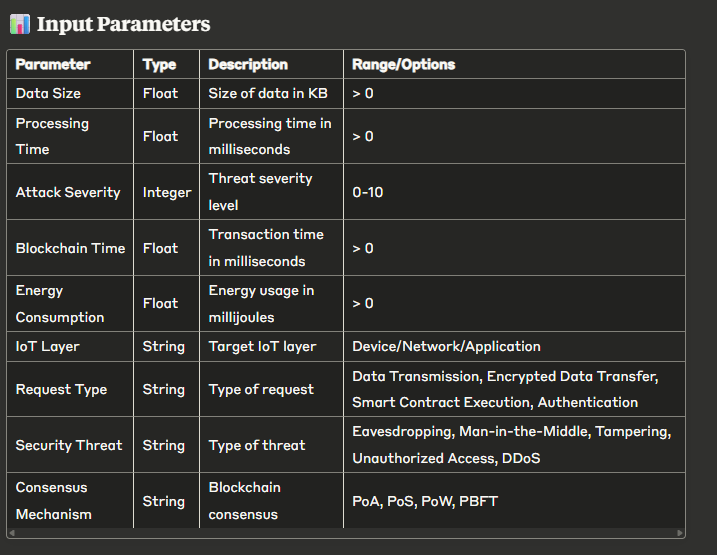 Input Parameters
Parameter Type Description Range/Options
Data Size Float Size of data in KB > 0
Processing Time Float Processing time in milliseconds > 0
Attack Severity Integer Threat severity level 0-10
Blockchain Time Float Transaction time in milliseconds > 0
Energy Consumption Float Energy usage in millijoules > 0
IoT Layer String Target IoT layer Device/Network/Application
Request Type String Type of request Data Transmission, Encrypted Data Transfer, Smart Contract Execution, Authentication
Security Threat String Type of threat Eavesdropping, Man-in-the-Middle, Tampering, Unauthorized Access, DDoS
Consensus Mechanism String Blockchain consensus PoA, PoS, PoW, PBFT